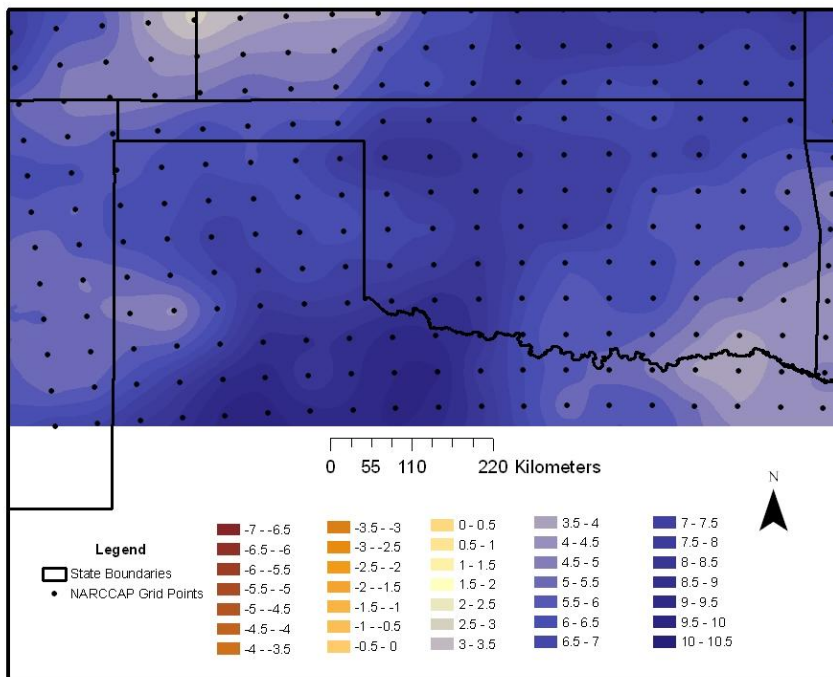 0 55 110 220 Kilometers
N
Legend
State Boundaries
NARCCAP Grid Points
-7 - -6.5
-6.5 - -6
-6 - -5.5
-5.5 - -5
-5 - -4.5
-4.5 - -4
-4 - -3.5
-3.5 - -3
-3 - -2.5
-2.5 - -2
-2 - -1.5
-1.5 - -1
-1 - -0.5
-0.5 - 0
0 - 0.5
0.5 - 1
1 - 1.5
1.5 - 2
2 - 2.5
2.5 - 3
3 - 3.5
3.5 - 4
4 - 4.5
4.5 - 5
5 - 5.5
5.5 - 6
6 - 6.5
6.5 - 7
7 - 7.5
7.5 - 8
8 - 8.5
8.5 - 9
9 - 9.5
9.5 - 10
10 - 10.5